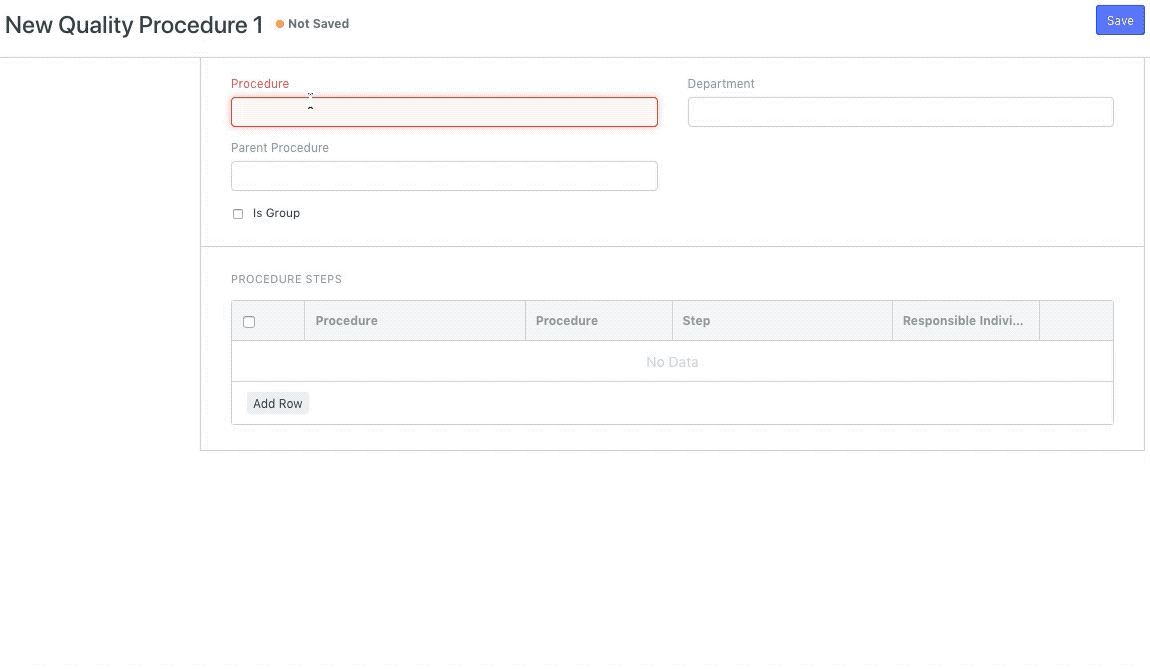 New Quality Procedure 1 Not Saved Save
Procedure Department
Parent Procedure
Is Group
PROCEDURE STEPS
Procedure Procedure Step Responsible Indivi...
No Data
Add Row